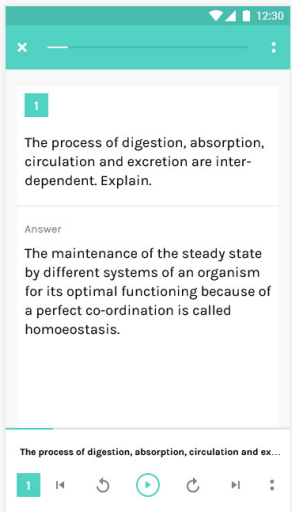 12:30
1
The process of digestion, absorption,
circulation and excretion are inter-
dependent. Explain.
Answer
The maintenance of the steady state
by different systems of an organism
for its optimal functioning because of
a perfect co-ordination is called
homoeostasis.
The process of digestion, absorption, circulation and ex...
1